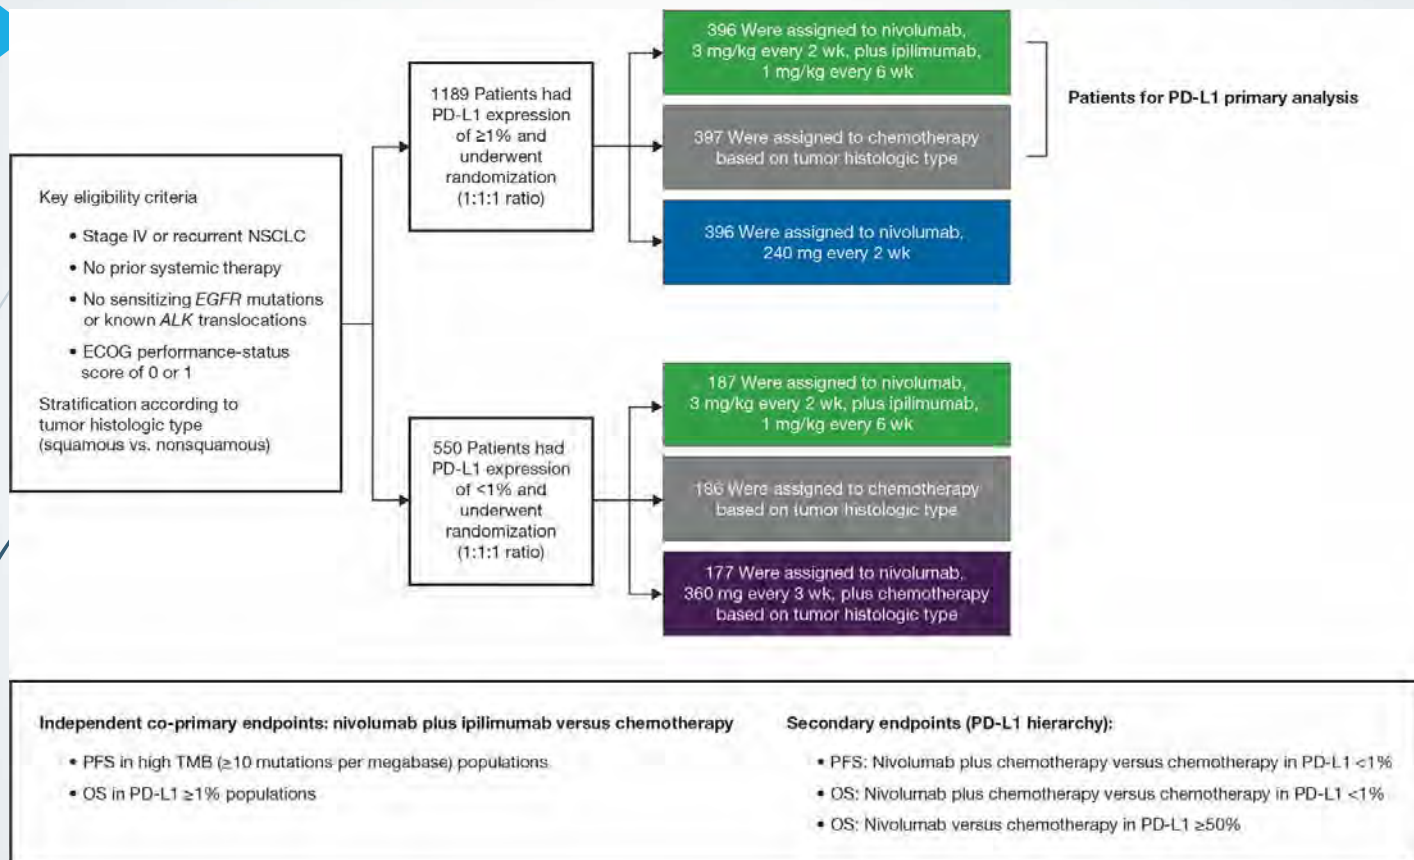 Key eligibility criteria
• Stage IV or recurrent NSCLC
• No prior systemic therapy
• No sensitizing EGFR mutations
or known ALK translocations
• ECOG performance-status
score of 0 or 1
Stratification according to
tumor histologic type
(squamous vs. nonsquamous)
1189 Patients had
PD-L1 expression
of ≥1% and
underwent
randomization
(1:1:1 ratio)
396 Were assigned to nivolumab,
3 mg/kg every 2 wk, plus ipilimumab,
1 mg/kg every 6 wk
397 Were assigned to chemotherapy
based on tumor histologic type
396 Were assigned to nivolumab,
240 mg every 2 wk
Patients for PD-L1 primary analysis
550 Patients had
PD-L1 expression
of <1% and
underwent
randomization
(1:1:1 ratio)
187 Were assigned to nivolumab,
3 mg/kg every 2 wk, plus ipilimumab,
1 mg/kg every 6 wk
186 Were assigned to chemotherapy
based on tumor histologic type
177 Were assigned to nivolumab,
360 mg every 3 wk, plus chemotherapy
based on tumor histologic type
Independent co-primary endpoints: nivolumab plus ipilimumab versus chemotherapy
• PFS in high TMB (≥10 mutations per megabase) populations
• OS in PD-L1 ≥1% populations
Secondary endpoints (PD-L1 hierarchy):
• PFS: Nivolumab plus chemotherapy versus chemotherapy in PD-L1 <1%
• OS: Nivolumab plus chemotherapy versus chemotherapy in PD-L1 <1%
• OS: Nivolumab versus chemotherapy in PD-L1 ≥50%